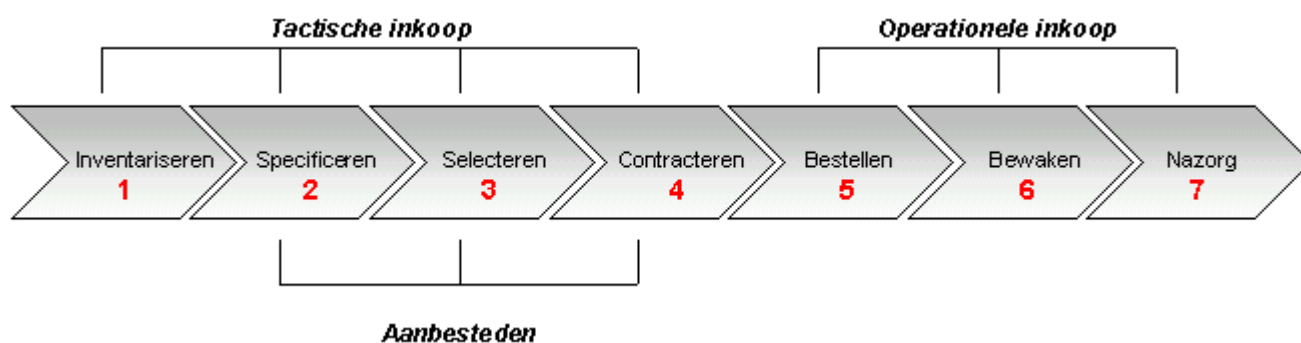 Tactische inkoop
Operationele inkoop
Inventariseren
1
Specificeren
2
Selecteren
3
Contracteren
4
Bestellen
5
Bewaken
6
Nazorg
7
Aanbesteden